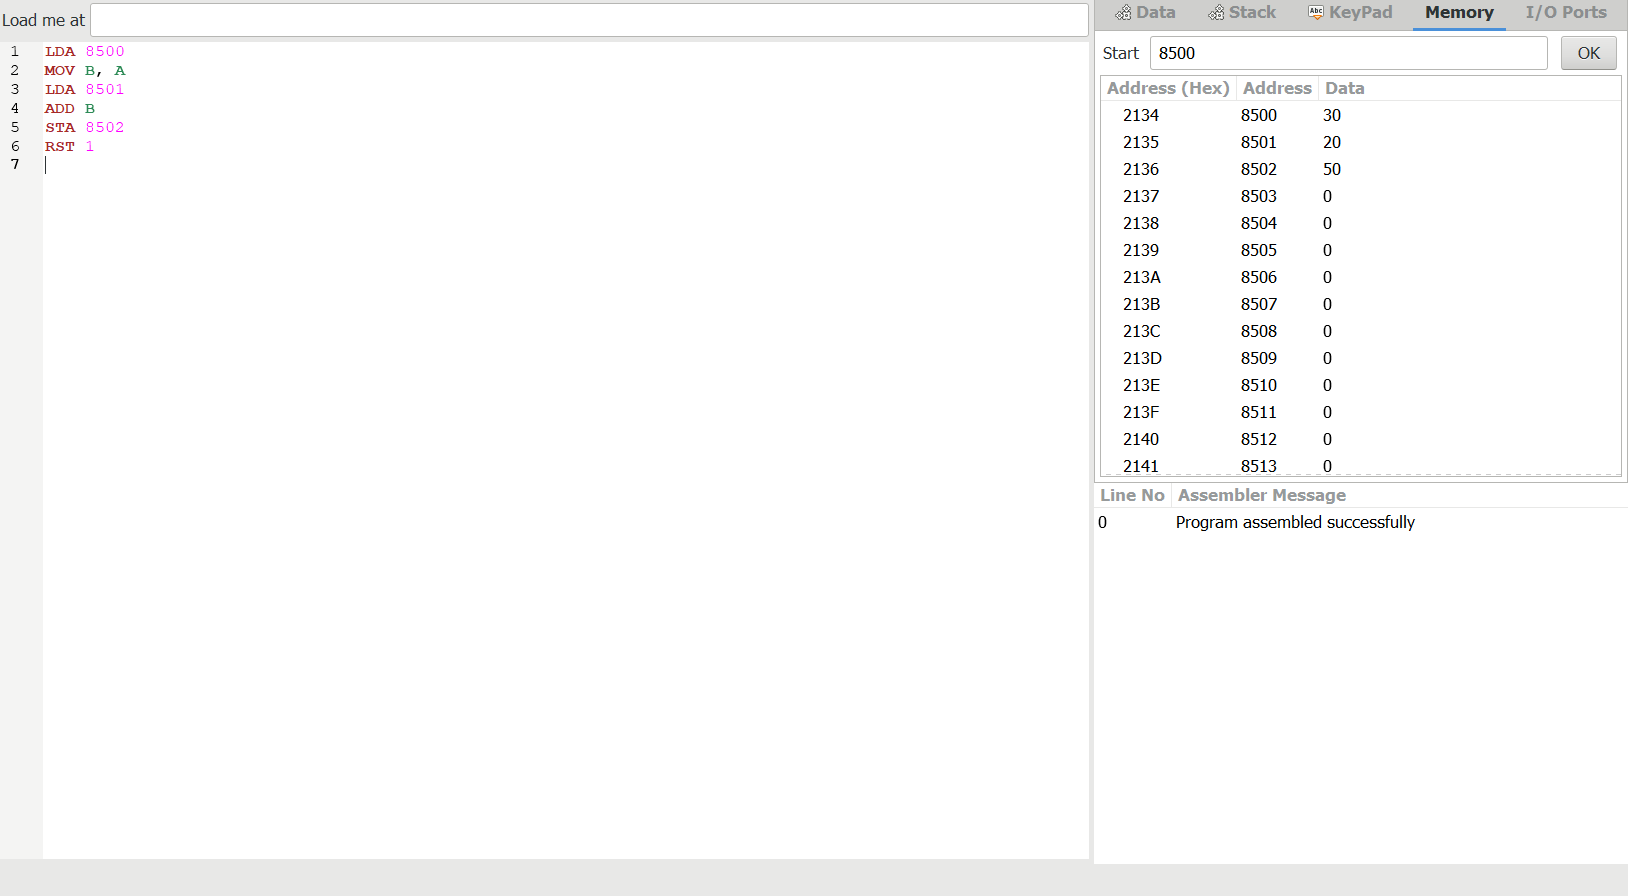 Load me at
1 LDA 8500
2 MOV B, A
3 LDA 8501
4 ADD B
5 STA 8502
6 RST 1
7
Data Stack Abc KeyPad Memory I/O Ports
Start 8500 OK
Address (Hex) Address Data
2134 8500 30
2135 8501 20
2136 8502 50
2137 8503 0
2138 8504 0
2139 8505 0
213A 8506 0
213B 8507 0
213C 8508 0
213D 8509 0
213E 8510 0
213F 8511 0
2140 8512 0
2141 8513 0
Line No Assembler Message
0 Program assembled successfully